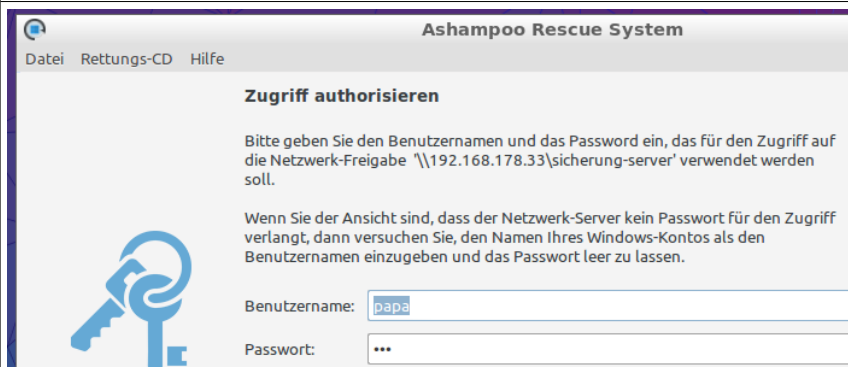 Ashampoo Rescue System
Datei Rettungs-CD Hilfe
Zugriff authorisieren
Bitte geben Sie den Benutzernamen und das Password ein, das für den Zugriff auf
die Netzwerk-Freigabe '\\192.168.178.33\sicherung-server' verwendet werden
soll.
Wenn Sie der Ansicht sind, dass der Netzwerk-Server kein Passwort für den Zugriff
verlangt, dann versuchen Sie, den Namen Ihres Windows-Kontos als den
Benutzernamen einzugeben und das Passwort leer zu lassen.
Benutzername: papa
Passwort: •••